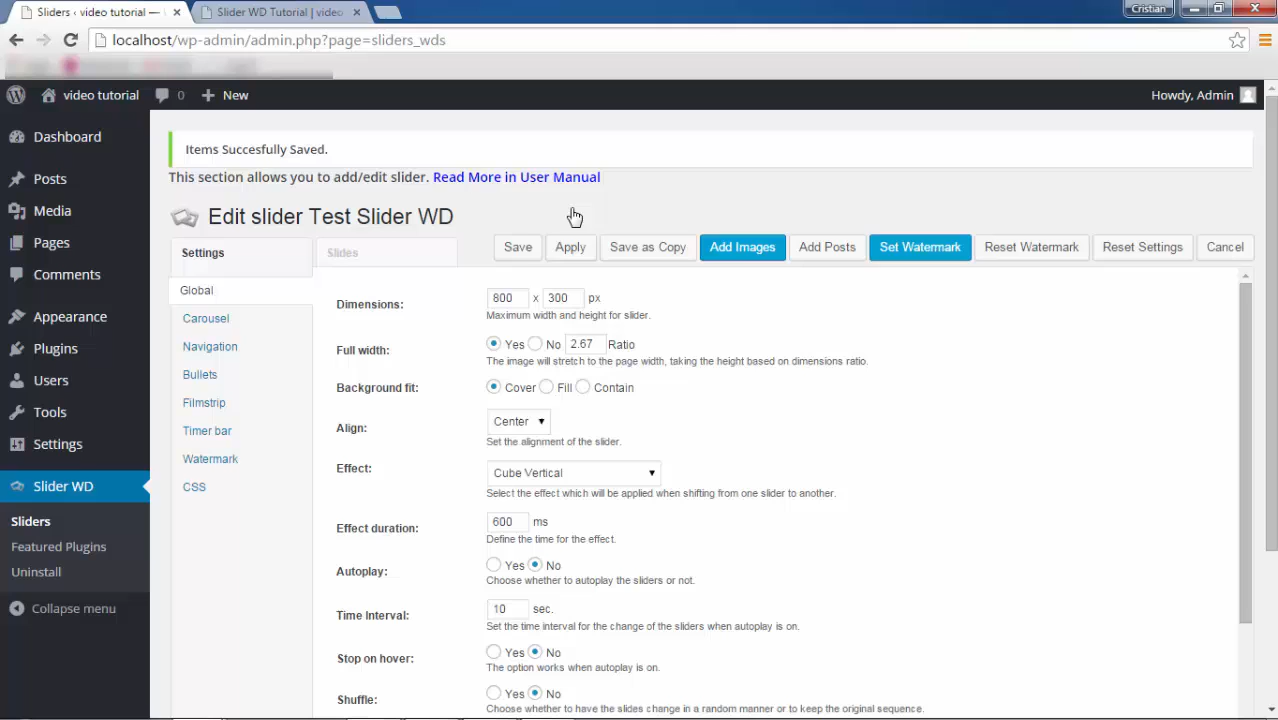 Sliders ‹ video tutorial —
Slider WD Tutorial | video
Cristian
localhost/wp-admin/admin.php?page=sliders_wds
video tutorial 0 New Howdy, Admin
Dashboard
Posts
Media
Pages
Comments
Appearance
Plugins
Users
Tools
Settings
Slider WD
Sliders
Featured Plugins
Uninstall
Collapse menu
Items Succesfully Saved.
This section allows you to add/edit slider. Read More in User Manual
Edit slider Test Slider WD
Settings Slides
Save Apply Save as Copy Add Images Add Posts Set Watermark Reset Watermark Reset Settings Cancel
Global
Carousel
Navigation
Bullets
Filmstrip
Timer bar
Watermark
CSS
Dimensions: 800 x 300 px
Maximum width and height for slider.
Full width: Yes No 2.67 Ratio
The image will stretch to the page width, taking the height based on dimensions ratio.
Background fit: Cover Fill Contain
Align: Center
Set the alignment of the slider.
Effect: Cube Vertical
Select the effect which will be applied when shifting from one slider to another.
Effect duration: 600 ms
Define the time for the effect.
Autoplay: Yes No
Choose whether to autoplay the sliders or not.
Time Interval: 10 sec.
Set the time interval for the change of the sliders when autoplay is on.
Stop on hover: Yes No
The option works when autoplay is on.
Shuffle: Yes No
Choose whether to have the slides change in a random manner or to keep the original sequence.